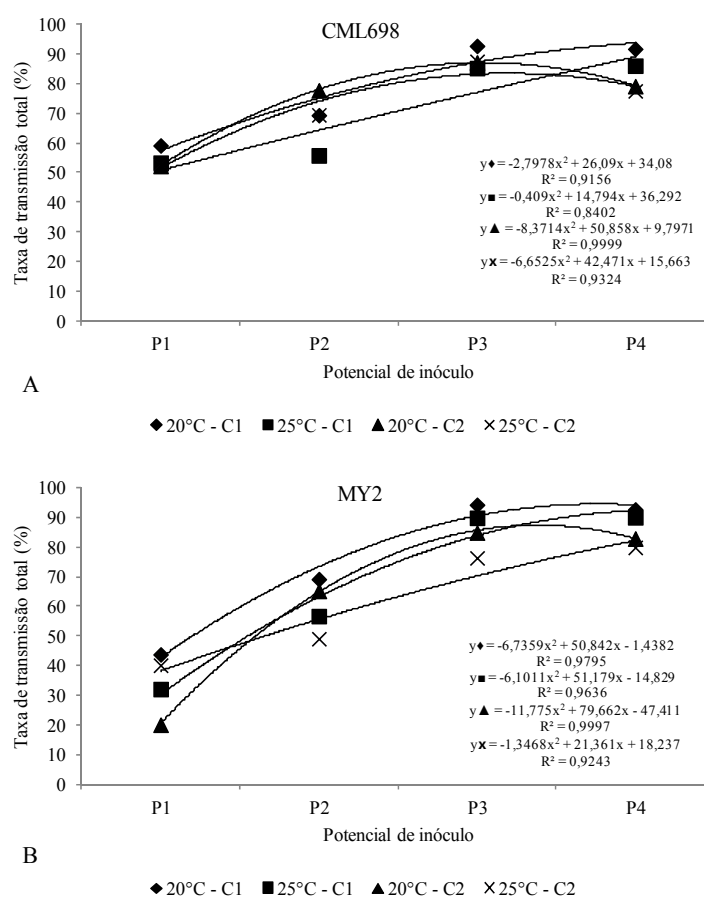 CML698
Taxa de transmissão total (%)
100
90
80
70
60
50
40
30
20
10
0
y♦ = -2,7978x² + 26,09x + 34,08
R² = 0,9156
y■ = -0,409x² + 14,794x + 36,292
R² = 0,8402
y▲ = -8,3714x² + 50,858x + 9,7971
R² = 0,9999
yx = -6,6525x² + 42,471x + 15,663
R² = 0,9324
P1 P2 P3 P4
Potencial de inóculo
A
♦ 20°C - C1 ■ 25°C - C1 ▲ 20°C - C2 × 25°C - C2
MY2
Taxa de transmissão total (%)
100
90
80
70
60
50
40
30
20
10
0
y♦ = -6,7359x² + 50,842x - 1,4382
R² = 0,9795
y■ = -6,1011x² + 51,179x - 14,829
R² = 0,9636
y▲ = -11,775x² + 79,662x - 47,411
R² = 0,9997
yx = -1,3468x² + 21,361x + 18,237
R² = 0,9243
P1 P2 P3 P4
Potencial de inóculo
B
♦ 20°C - C1 ■ 25°C - C1 ▲ 20°C - C2 × 25°C - C2